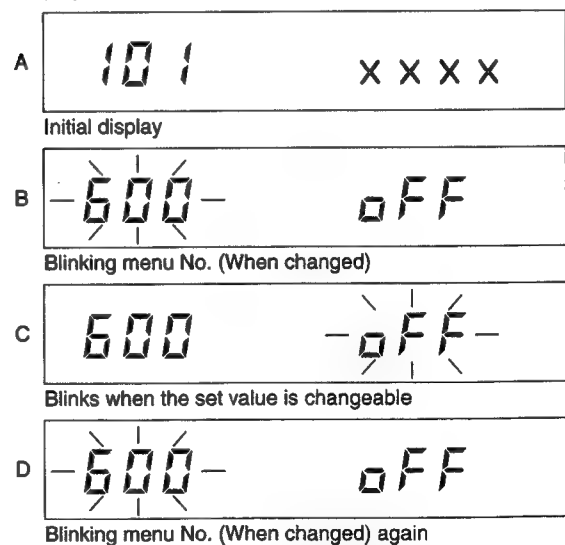 A 101 X X X X
Initial display
B 600 oFF
Blinking menu No. (When changed)
C 600 oFF
Blinks when the set value is changeable
D 600 oFF
Blinking menu No. (When changed) again